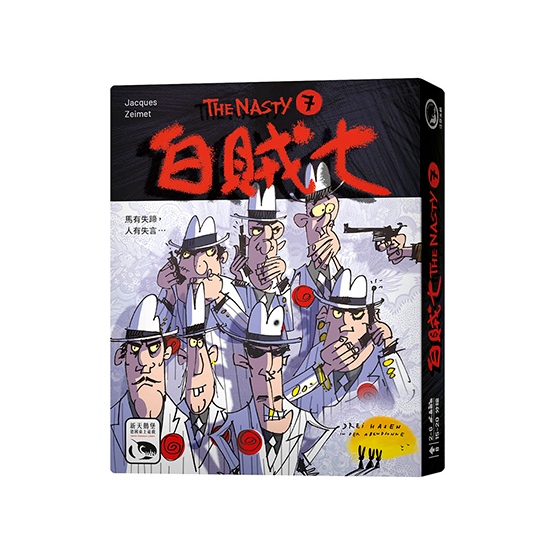 Jacques
Zeimet
THE NASTY 7
白賊七
馬有失蹄，
人有失言…
新天鵝堡
DREI HASEN
IN DER ABENDSONNE
白賊七 THE NASTY 7